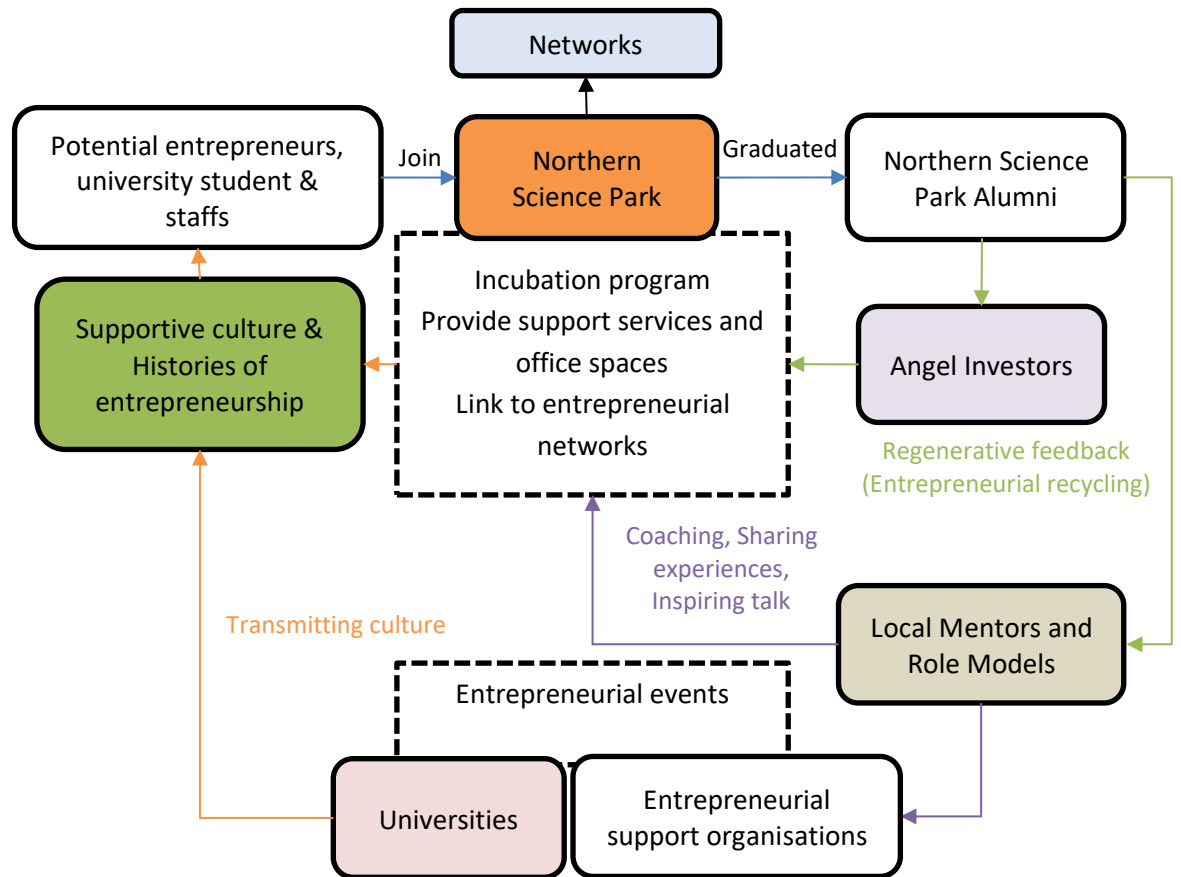 Networks
Potential entrepreneurs,
university student &
staffs
Join
Northern
Science Park
Graduated
Northern Science
Park Alumni
Incubation program
Provide support services and
office spaces
Link to entrepreneurial
networks
Supportive culture &
Histories of
entrepreneurship
Angel Investors
Regenerative feedback
(Entrepreneurial recycling)
Coaching, Sharing
experiences,
Inspiring talk
Transmitting culture
Local Mentors and
Role Models
Entrepreneurial events
Universities
Entrepreneurial
support organisations